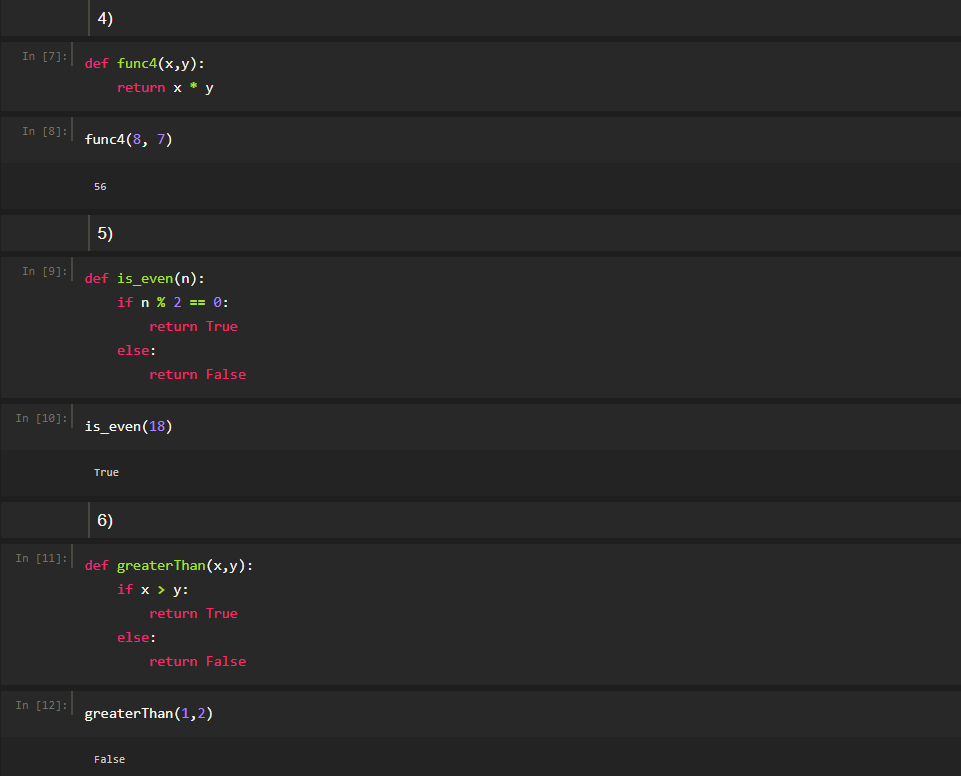 4)
In [7]:
def func4(x,y):
    return x * y
In [8]:
func4(8, 7)
56
5)
In [9]:
def is_even(n):
    if n % 2 == 0:
        return True
    else:
        return False
In [10]:
is_even(18)
True
6)
In [11]:
def greaterThan(x,y):
    if x > y:
        return True
    else:
        return False
In [12]:
greaterThan(1,2)
False